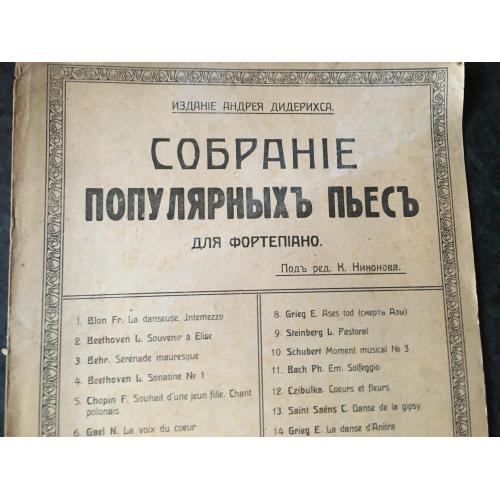 ИЗДАНІЕ АНДРЕЯ ДИДЕРИХСА.
СОБРАНІЕ
ПОПУЛЯРНЫХЪ ПЬЕСЪ
ДЛЯ ФОРТЕПІАНО.
Подъ ред. К. Никонова.
1. Blon Fr. La danseuse. Jntemezzo
2. Beethoven L. Souvenir à Elise
3. Behr. Sérénade mauresque
4. Beethoven L. Sonatine № 1
5. Chopin F. Souhait d'une jeun fille. Chant
polonais
6. Gael N. La voix du coeur
8. Grieg E. Ases tod (смерть Азы)
9. Steinberg L. Pastoral
10. Schubert Moment musical № 3
11. Bach Ph. Em. Solfeggio
12. Czibulka. Coeurs et fleurs
13. Saint Saëns C. Danse de la gipsy
14. Grieg E. La danse d'Anitra